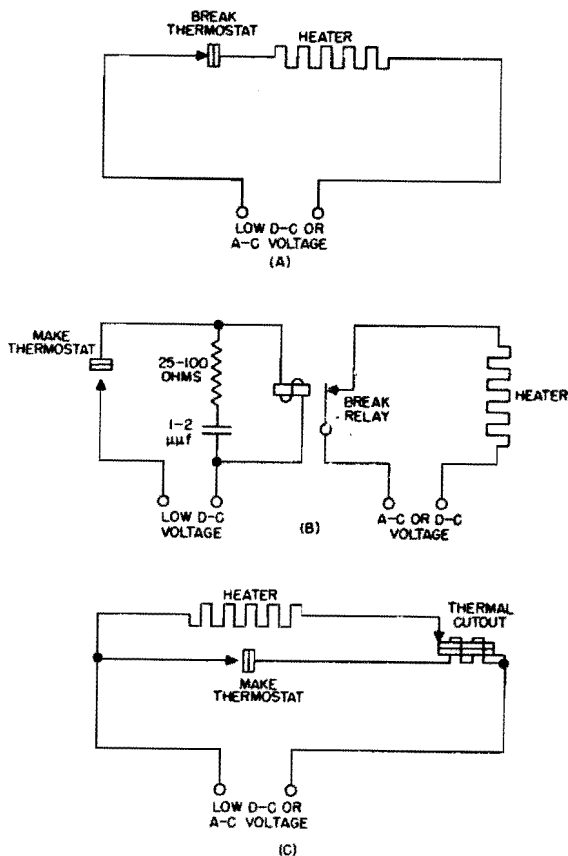 BREAK
THERMOSTAT
HEATER
LOW D-C OR
A-C VOLTAGE
(A)
MAKE
THERMOSTAT
25-100
OHMS
1-2
μμf
BREAK
RELAY
HEATER
LOW D-C
VOLTAGE
(B)
A-C OR D-C
VOLTAGE
HEATER
THERMAL
CUTOUT
MAKE
THERMOSTAT
LOW D-C OR
A-C VOLTAGE
(C)